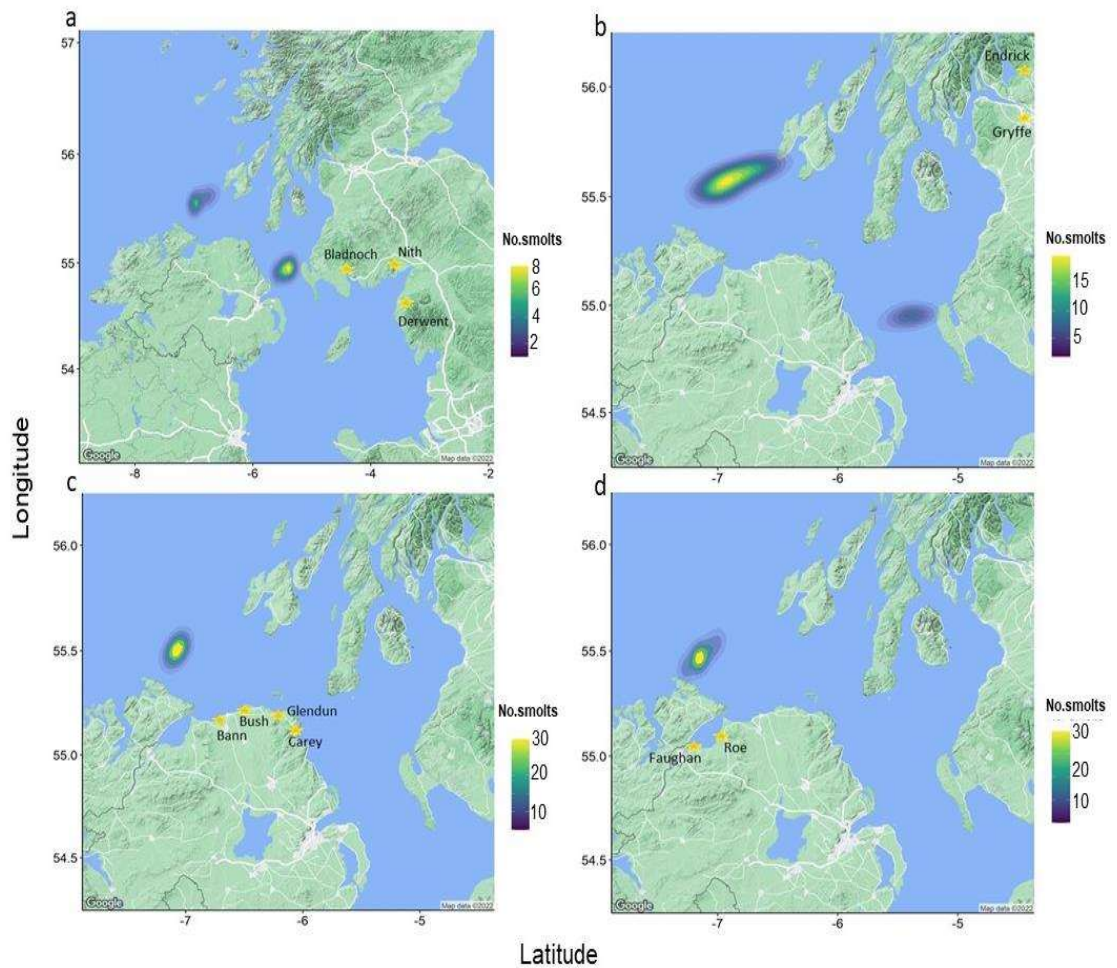 a
57
56
55
54
-8
-6
-4
-2
Bladnoch
Nith
Derwent
Google
Map data ©2022
No.smolts
8
6
4
2
b
56.0
55.5
55.0
54.5
-7
-6
-5
Endrick
Gryffe
Google
Map data ©2022
No.smolts
15
10
5
Longitude
c
56.0
55.5
55.0
54.5
-7
-6
-5
Bann
Bush
Glendun
Carey
Google
Map data ©2022
No.smolts
30
20
10
d
56.0
55.5
55.0
54.5
-7
-6
-5
Faughan
Roe
Google
Map data ©2022
No.smolts
30
20
10
Latitude